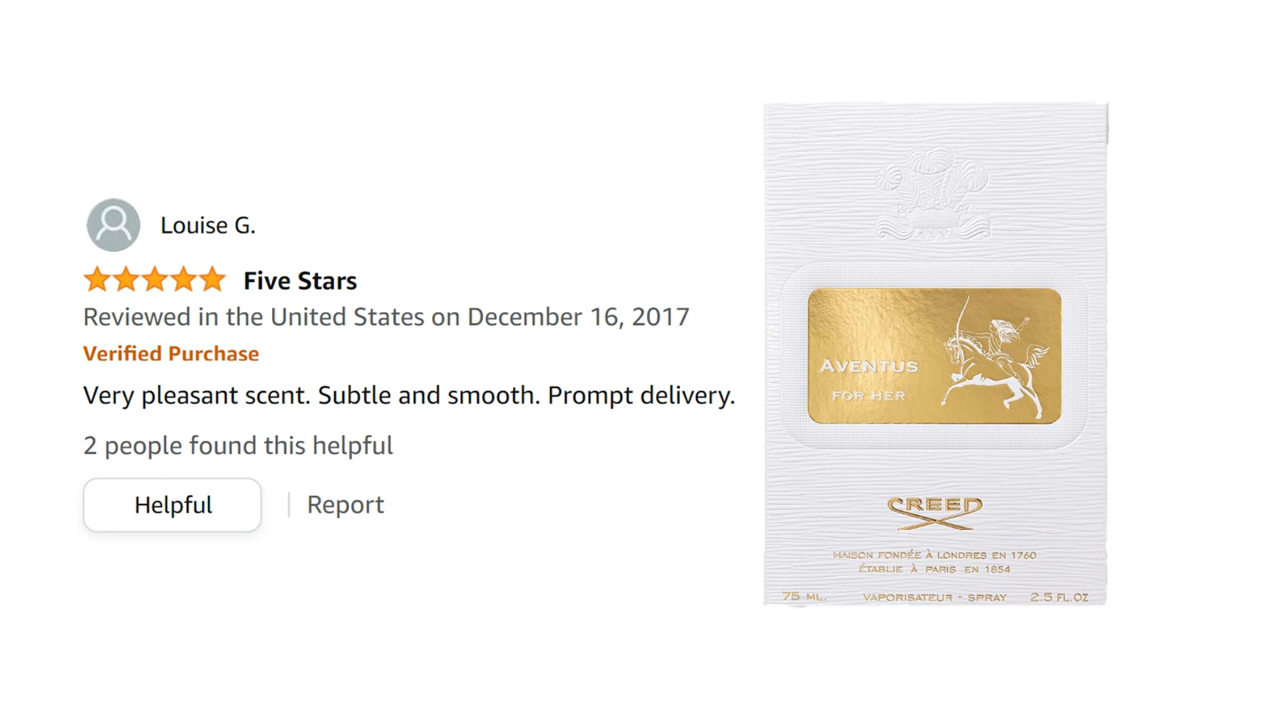 Louise G.
Five Stars
Reviewed in the United States on December 16, 2017
Verified Purchase
Very pleasant scent. Subtle and smooth. Prompt delivery.
2 people found this helpful
Helpful | Report
AVENTUS
FOR HER
CREED
MAISON FONDÉE À LONDRES EN 1760
ÉTABLIE À PARIS EN 1854
75 ML. VAPORISATEUR - SPRAY 2.5 FL.OZ